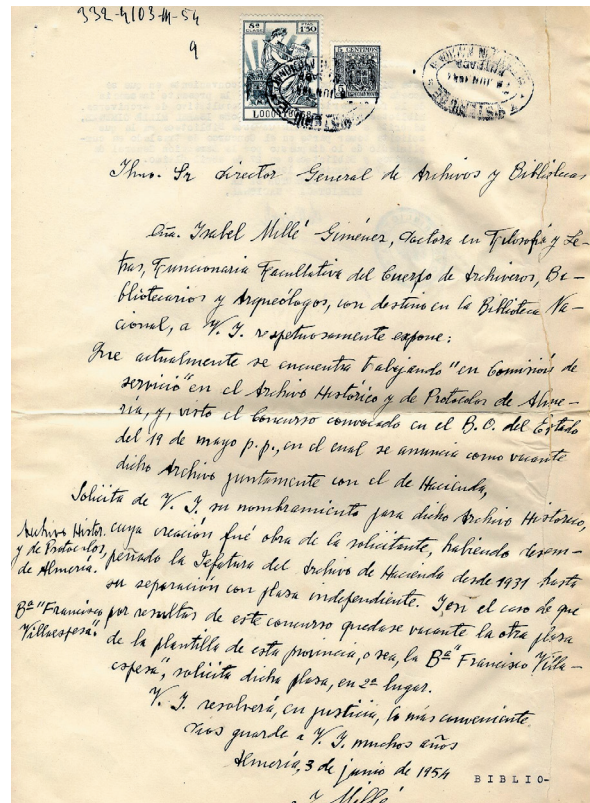 332-4103-M-54
9
5ª CLASE
1'50
5 CENTIMOS
Ilmo. Sr Director General de Archivos y Bibliotecas
Dña. Isabel Millé Giménez, Doctora en Filosofía y Le-
tras, Funcionaria Facultativa del Cuerpo de Archiveros, Bi-
bliotecarios y Arqueólogos, con destino en la Biblioteca Na-
cional, a V. I. respetuosamente expone:
Que actualmente se encuentra trabajando "en Comisión de
servicio" en el Archivo Histórico y de Protocolos de Alme-
ría, y, visto el Concurso convocado en el B. O. del Estado
del 19 de mayo p.p., en el cual se anuncia como vacante
dicho Archivo juntamente con el de Hacienda,
Solicita de V. I. su nombramiento para dicho Archivo Histórico,
cuya creación fué obra de la solicitante, habiendo desem-
peñado la Jefatura del Archivo de Hacienda desde 1931 hasta
su separación con plaza independiente. Y en el caso de que
por resultas de este concurso quedase vacante la otra plaza
de la plantilla de esta provincia, o sea, la Bª "Francisco Villa-
espesa", solicita dicha plaza, en 2º lugar.
Archivo Histór.
y de Protocolos,
de Almería.
Bª "Francisco
Villaespesa".
V. I. resolverá, en justicia, lo más conveniente.
Dios guarde a V. I. muchos años
Almería, 3 de junio de 1954
I. Millé
BIBLIO-